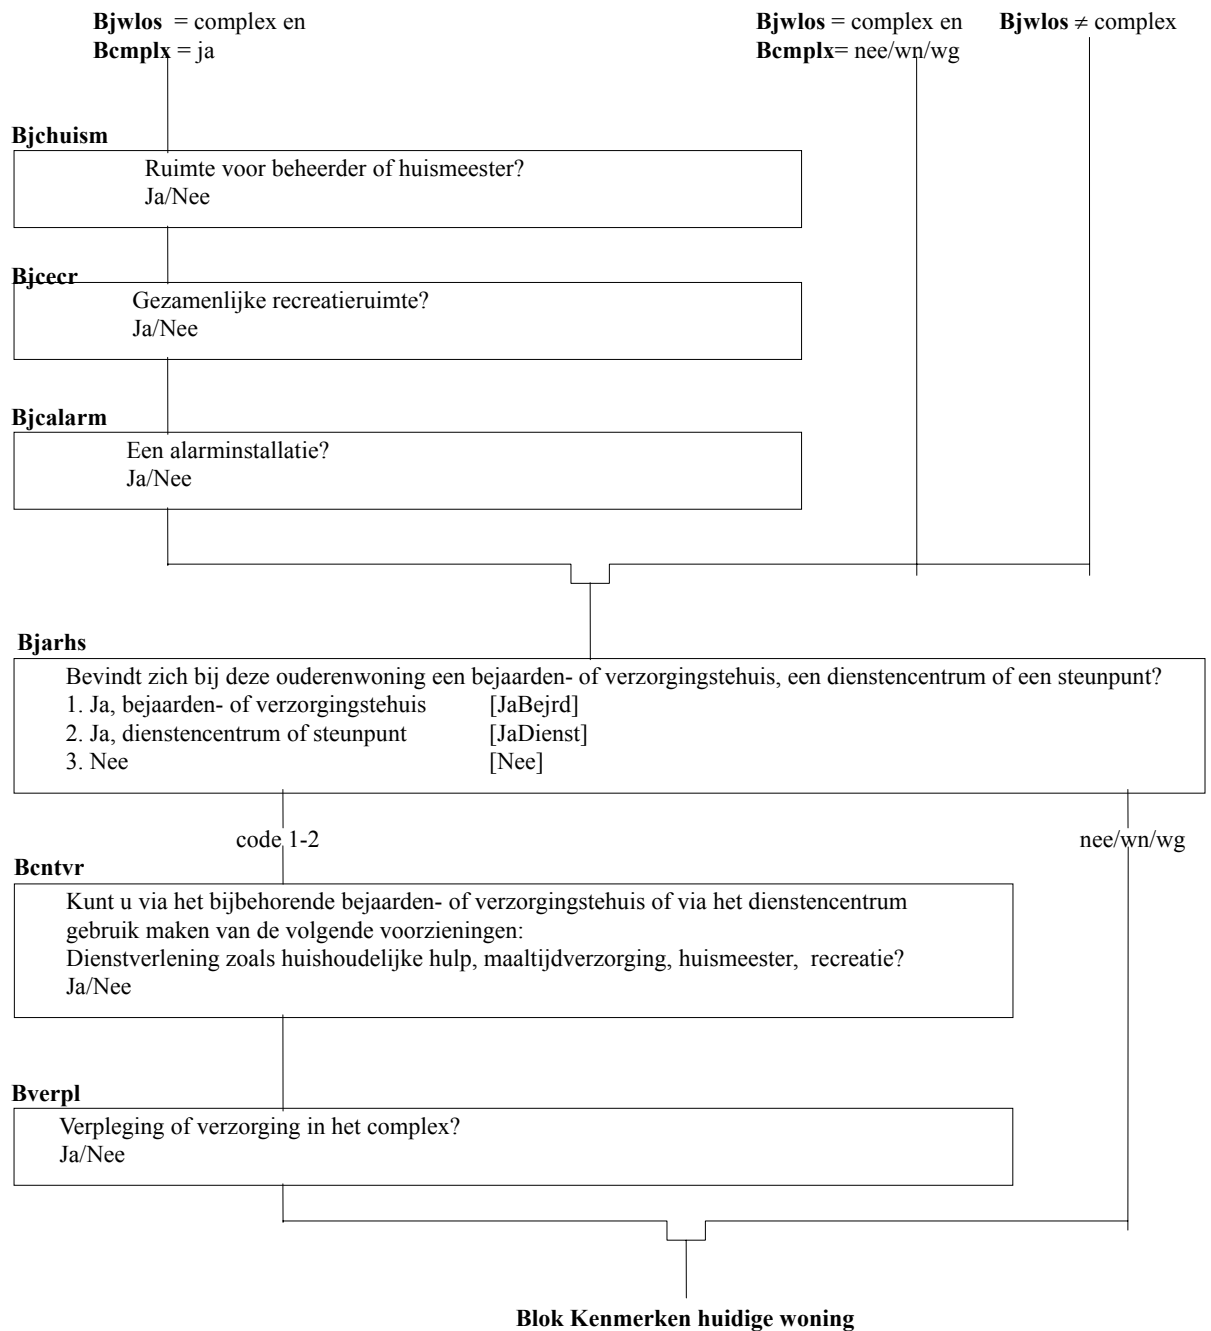 Bjwlos = complex en
Bcmplx = ja
Bjwlos = complex en
Bcmplx= nee/wn/wg
Bjwlos ≠ complex
Bjchuism
Ruimte voor beheerder of huismeester?
Ja/Nee
Bjcecr
Gezamenlijke recreatieruimte?
Ja/Nee
Bjcalarm
Een alarminstallatie?
Ja/Nee
Bjarhs
Bevindt zich bij deze ouderenwoning een bejaarden- of verzorgingstehuis, een dienstencentrum of een steunpunt?
1. Ja, bejaarden- of verzorgingstehuis [JaBejrd]
2. Ja, dienstencentrum of steunpunt [JaDienst]
3. Nee [Nee]
code 1-2
nee/wn/wg
Bcntvr
Kunt u via het bijbehorende bejaarden- of verzorgingstehuis of via het dienstencentrum
gebruik maken van de volgende voorzieningen:
Dienstverlening zoals huishoudelijke hulp, maaltijdverzorging, huismeester, recreatie?
Ja/Nee
Bverpl
Verpleging of verzorging in het complex?
Ja/Nee
Blok Kenmerken huidige woning